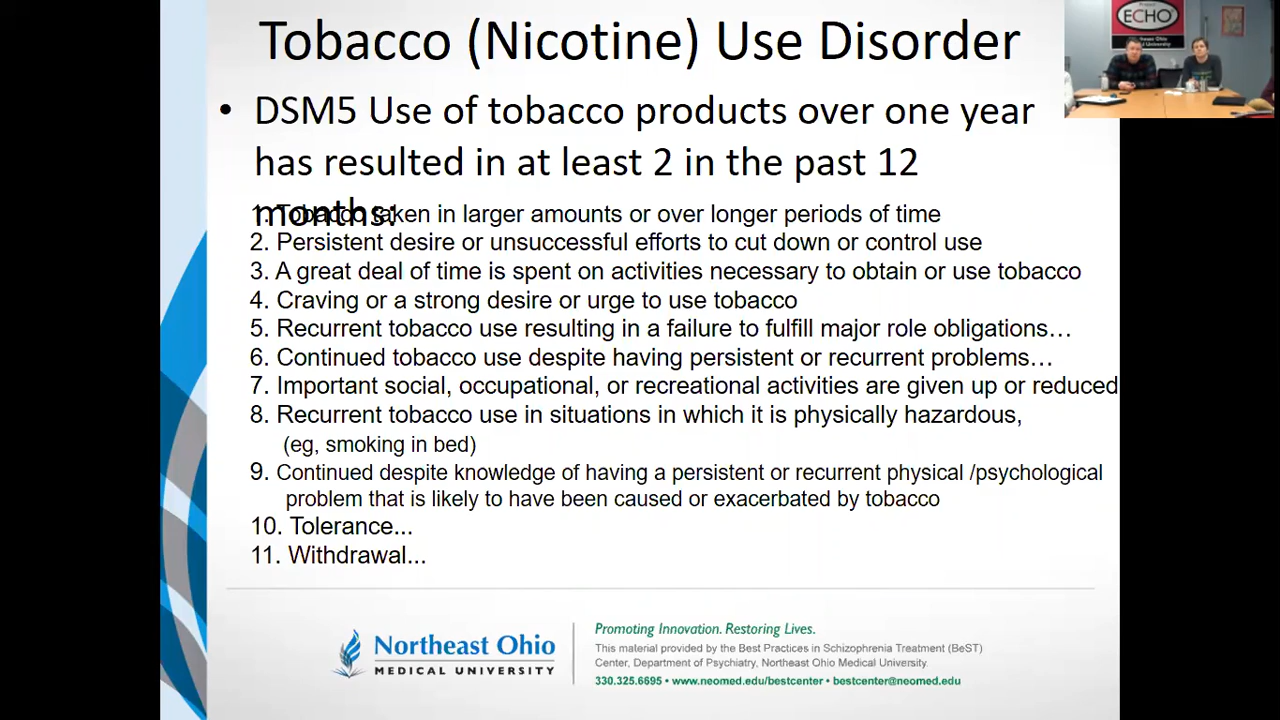 Tobacco (Nicotine) Use Disorder
ECHO
• DSM5 Use of tobacco products over one year
has resulted in at least 2 in the past 12
months:
1. Tobacco taken in larger amounts or over longer periods of time
2. Persistent desire or unsuccessful efforts to cut down or control use
3. A great deal of time is spent on activities necessary to obtain or use tobacco
4. Craving or a strong desire or urge to use tobacco
5. Recurrent tobacco use resulting in a failure to fulfill major role obligations…
6. Continued tobacco use despite having persistent or recurrent problems…
7. Important social, occupational, or recreational activities are given up or reduced
8. Recurrent tobacco use in situations in which it is physically hazardous,
(eg, smoking in bed)
9. Continued despite knowledge of having a persistent or recurrent physical /psychological
problem that is likely to have been caused or exacerbated by tobacco
10. Tolerance...
11. Withdrawal...
Northeast Ohio
MEDICAL UNIVERSITY
Promoting Innovation. Restoring Lives.
This material provided by the Best Practices in Schizophrenia Treatment (BeST)
Center, Department of Psychiatry, Northeast Ohio Medical University.
330.325.6695 • www.neomed.edu/bestcenter • bestcenter@neomed.edu